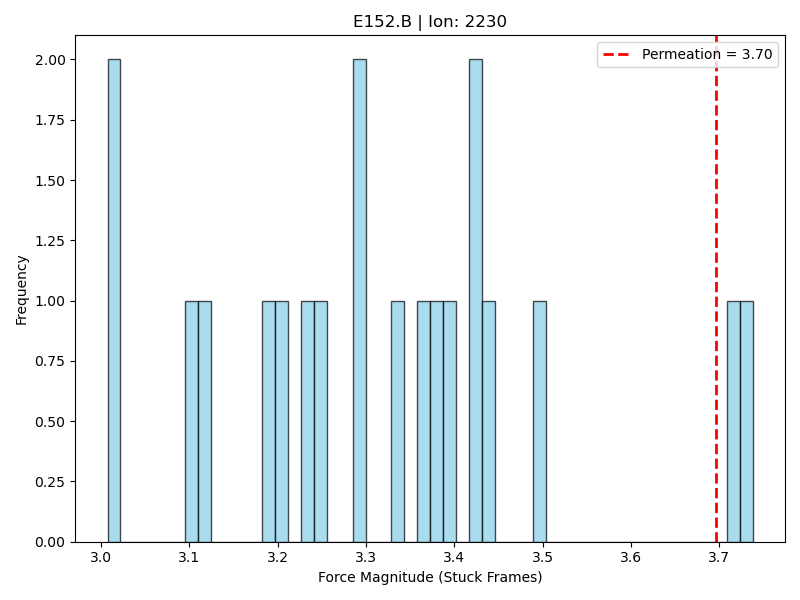 E152.B | lon: 2230
Permeation = 3.70
2.00
1.75
1.50
1.25
1.00
0.75
0.50
0.25
0.00
Frequency
3.0 3.1 3.2 3.3 3.4 3.5 3.6 3.7
Force Magnitude (Stuck Frames)